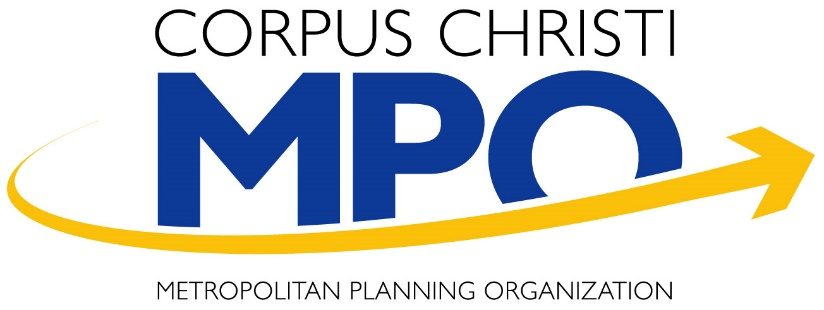 CORPUS CHRISTI
MPO
METROPOLITAN PLANNING ORGANIZATION